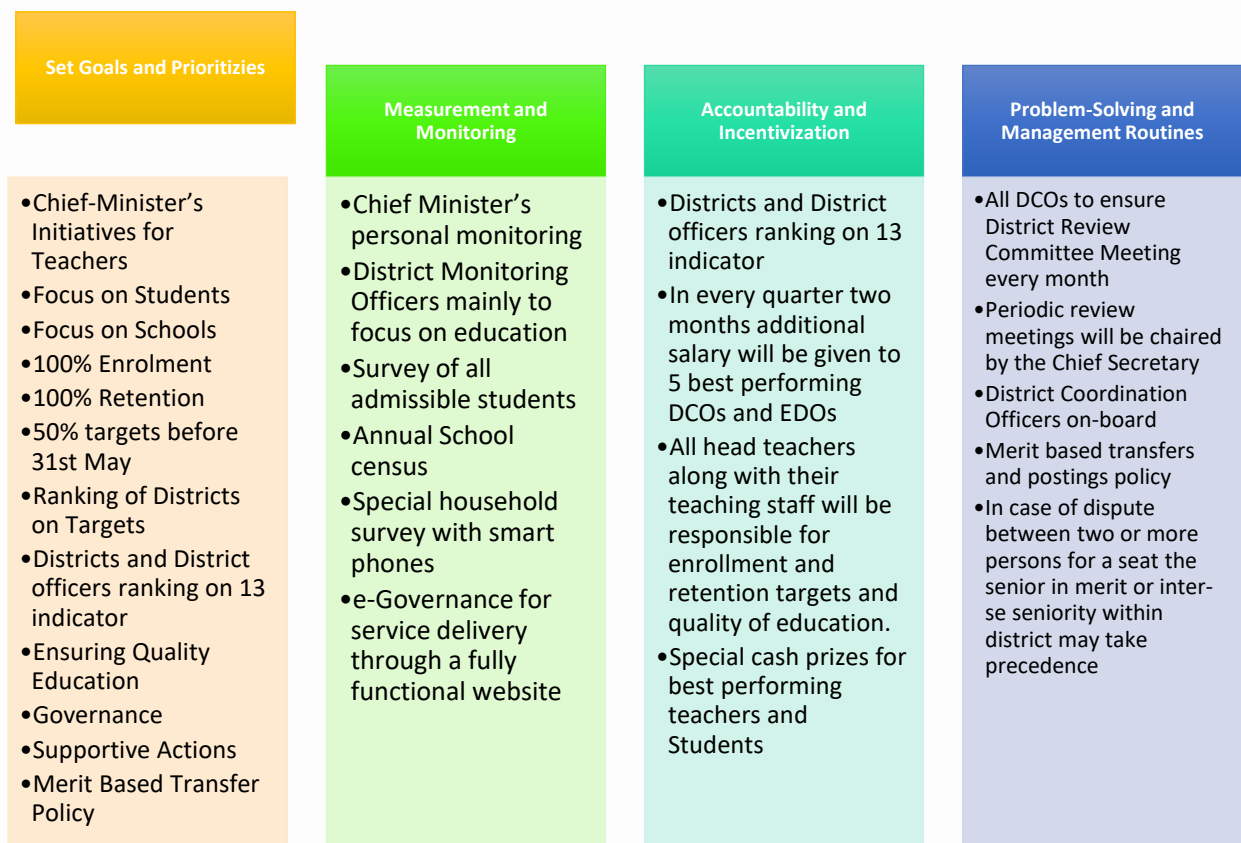 Set Goals and Prioritizies
•Chief-Minister's
Initiatives for
Teachers
•Focus on Students
•Focus on Schools
•100% Enrolment
•100% Retention
•50% targets before
31st May
•Ranking of Districts
on Targets
•Districts and District
officers ranking on 13
indicator
•Ensuring Quality
Education
•Governance
•Supportive Actions
•Merit Based Transfer
Policy
Measurement and
Monitoring
•Chief Minister's
personal monitoring
•District Monitoring
Officers mainly to
focus on education
•Survey of all
admissible students
•Annual School
census
•Special household
survey with smart
phones
•e-Governance for
service delivery
through a fully
functional website
Accountability and
Incentivization
•Districts and District
officers ranking on 13
indicator
•In every quarter two
months additional
salary will be given to
5 best performing
DCOs and EDOs
•All head teachers
along with their
teaching staff will be
responsible for
enrollment and
retention targets and
quality of education.
•Special cash prizes for
best performing
teachers and
Students
Problem-Solving and
Management Routines
•All DCOs to ensure
District Review
Committee Meeting
every month
•Periodic review
meetings will be chaired
by the Chief Secretary
•District Coordination
Officers on-board
•Merit based transfers
and postings policy
•In case of dispute
between two or more
persons for a seat the
senior in merit or inter-
se seniority within
district may take
precedence